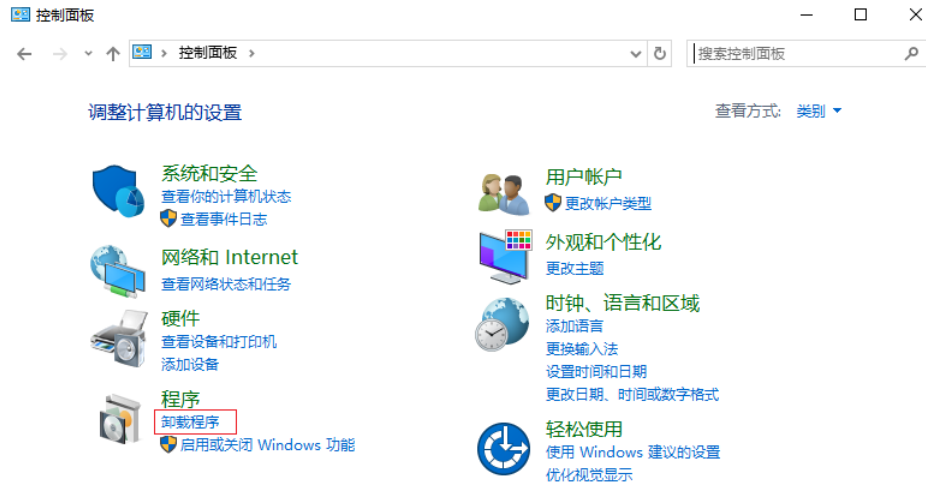 控制面板
控制面板
搜索控制面板
调整计算机的设置
查看方式: 类别
系统和安全
查看你的计算机状态
查看事件日志
网络和 Internet
查看网络状态和任务
硬件
查看设备和打印机
添加设备
程序
卸载程序
启用或关闭 Windows 功能
用户帐户
更改帐户类型
外观和个性化
更改主题
时钟、语言和区域
添加语言
更换输入法
设置时间和日期
更改日期、时间或数字格式
轻松使用
使用 Windows 建议的设置
优化视觉显示